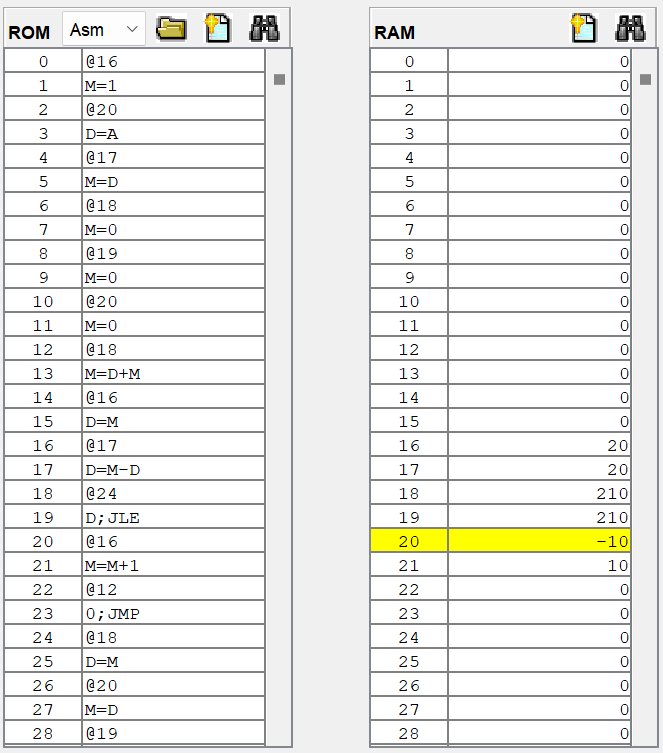 ROM Asm RAM
0 @16 0 0
1 M=1 1 0
2 @20 2 0
3 D=A 3 0
4 @17 4 0
5 M=D 5 0
6 @18 6 0
7 M=0 7 0
8 @19 8 0
9 M=0 9 0
10 @20 10 0
11 M=0 11 0
12 @18 12 0
13 M=D+M 13 0
14 @16 14 0
15 D=M 15 0
16 @17 16 20
17 D=M-D 17 20
18 @24 18 210
19 D;JLE 19 210
20 @16 20 -10
21 M=M+1 21 10
22 @12 22 0
23 0;JMP 23 0
24 @18 24 0
25 D=M 25 0
26 @20 26 0
27 M=D 27 0
28 @19 28 0